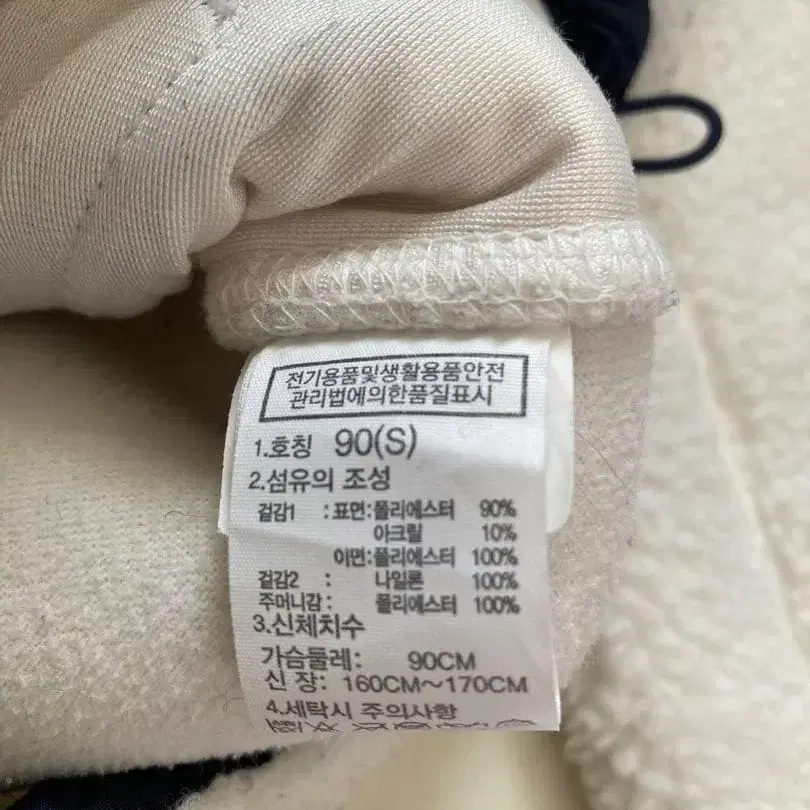 전기용품및생활용품안전
관리법에의한품질표시
1.호칭 90(S)
2.섬유의 조성
겉감1 :표면:폴리에스터 90%
아크릴 10%
이면:폴리에스터 100%
겉감2 : 나일론 100%
주머니감 : 폴리에스터 100%
3.신체치수
가슴둘레: 90CM
신 장: 160CM~170CM
4.세탁시 주의사항